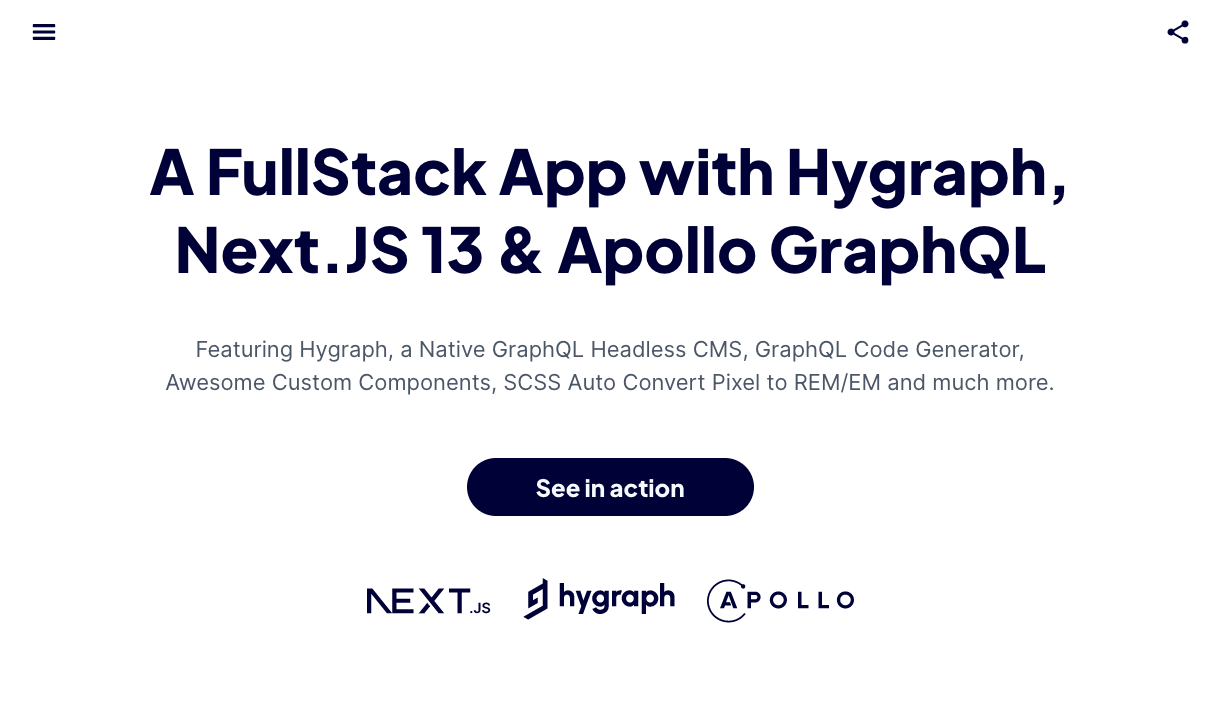 A FullStack App with Hygraph,
Next.JS 13 & Apollo GraphQL
Featuring Hygraph, a Native GraphQL Headless CMS, GraphQL Code Generator,
Awesome Custom Components, SCSS Auto Convert Pixel to REM/EM and much more.
See in action
NEXT.JS hygraph APOLLO